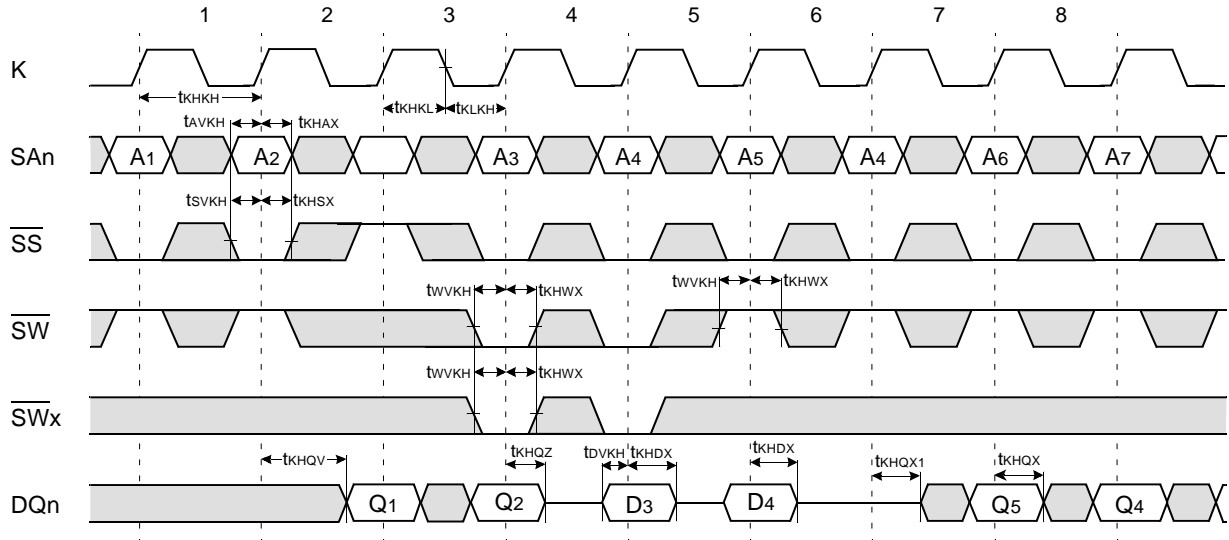 1 2 3 4 5 6 7 8
K
tKHKH tKHKL tKLKH
tAVKH tKHAX
SAn A1 A2 A3 A4 A5 A4 A6 A7
tSVKH tKHSX
SS
tWVKH tKHWX tWVKH tKHWX
SW
tWVKH tKHWX
SWx
tKHQV tKHQZ tDVKH tKHDX tKHDX tKHQX1 tKHQX
DQn Q1 Q2 D3 D4 Q5 Q4